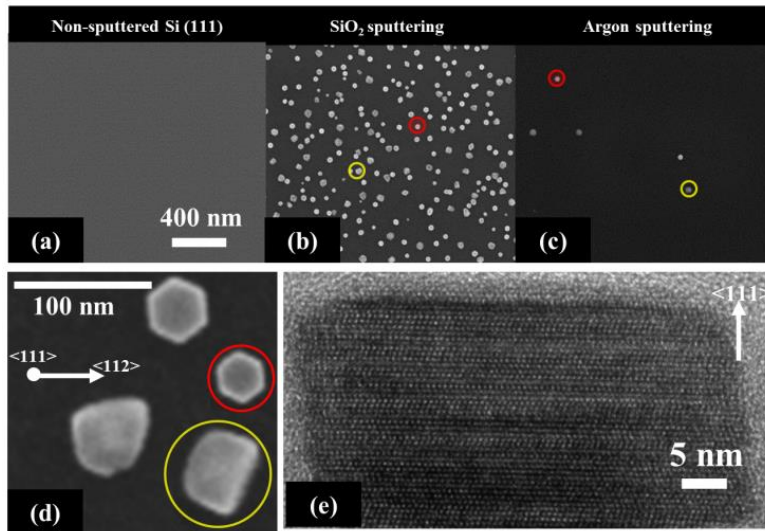 Non-sputtered Si (111)
SiO₂ sputtering
Argon sputtering
400 nm
(a)
(b)
(c)
100 nm
<111>
<112>
(d)
<111>
5 nm
(e)